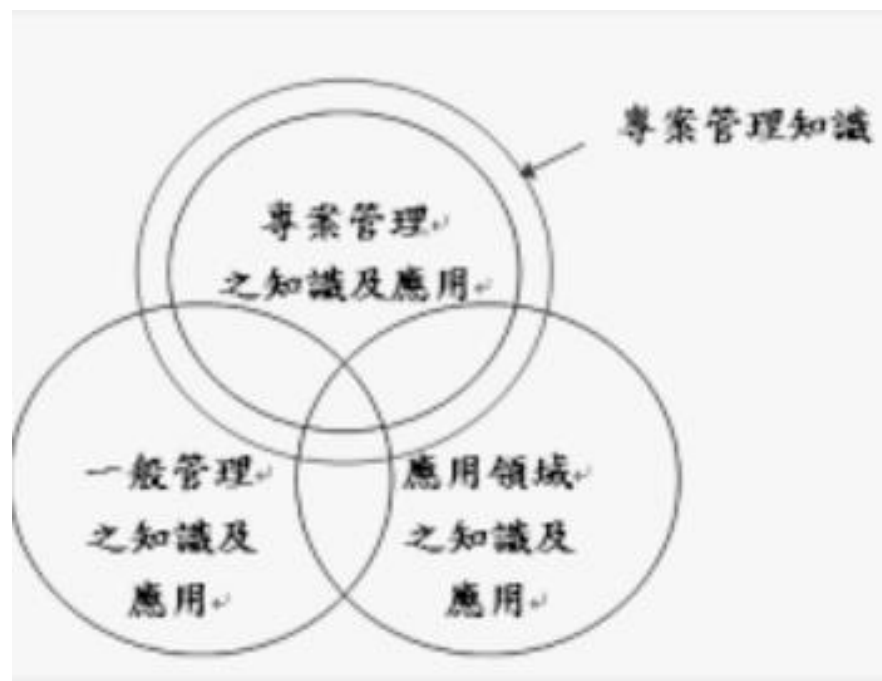 專案管理知識
專案管理
之知識及應用
一般管理
之知識及
應用
應用領域
之知識及
應用